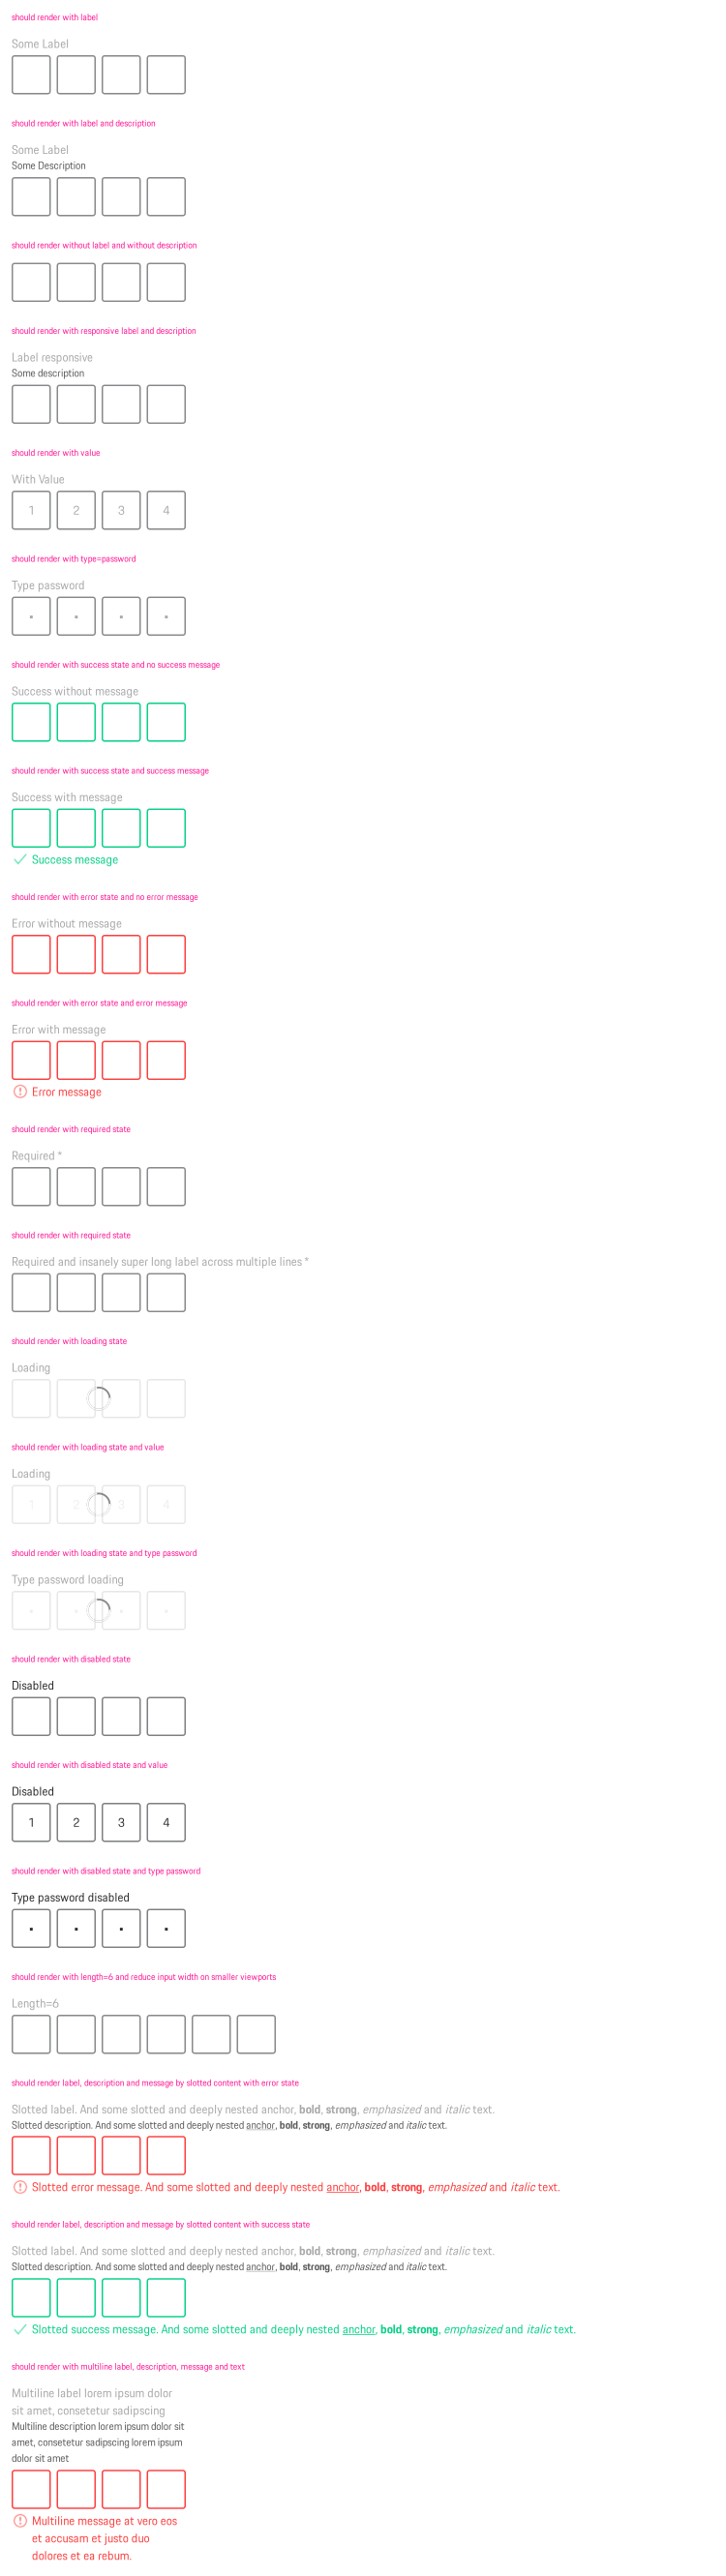 should render with label
Some Label
should render with label and description
Some Label
Some Description
should render without label and without description
should render with responsive label and description
Label responsive
Some description
should render with value
With Value
1 2 3 4
should render with type=password
Type password
should render with success state and no success message
Success without message
should render with success state and success message
Success with message
Success message
should render with error state and no error message
Error without message
should render with error state and error message
Error with message
Error message
should render with required state
Required *
should render with required state
Required and insanely super long label across multiple lines *
should render with loading state
Loading
should render with loading state and value
Loading
1 2 3 4
should render with loading state and type password
Type password loading
should render with disabled state
Disabled
should render with disabled state and value
Disabled
1 2 3 4
should render with disabled state and type password
Type password disabled
should render with length=6 and reduce input width on smaller viewports
Length=6
should render label, description and message by slotted content with error state
Slotted label. And some slotted and deeply nested anchor, bold, strong, emphasized and italic text.
Slotted description. And some slotted and deeply nested anchor, bold, strong, emphasized and italic text.
Slotted error message. And some slotted and deeply nested anchor, bold, strong, emphasized and italic text.
should render label, description and message by slotted content with success state
Slotted label. And some slotted and deeply nested anchor, bold, strong, emphasized and italic text.
Slotted description. And some slotted and deeply nested anchor, bold, strong, emphasized and italic text.
Slotted success message. And some slotted and deeply nested anchor, bold, strong, emphasized and italic text.
should render with multiline label, description, message and text
Multiline label lorem ipsum dolor
sit amet, consetetur sadipscing
Multiline description lorem ipsum dolor sit
amet, consetetur sadipscing lorem ipsum
dolor sit amet
Multiline message at vero eos
et accusam et justo duo
dolores et ea rebum.